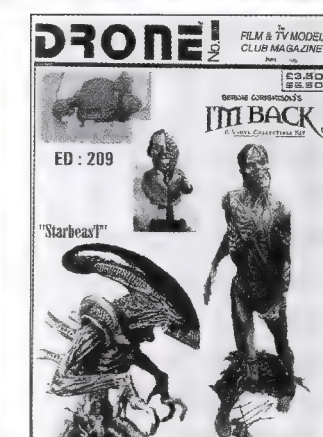 DRONE
No.
The
FILM & TV MODEL
CLUB MAGAZINE
£3.50
$6.50
BERNIE WRIGHTSON'S
I'M BACK
A VINYL COLLECTIBLE KIT
ED : 209
"StarbeasT"